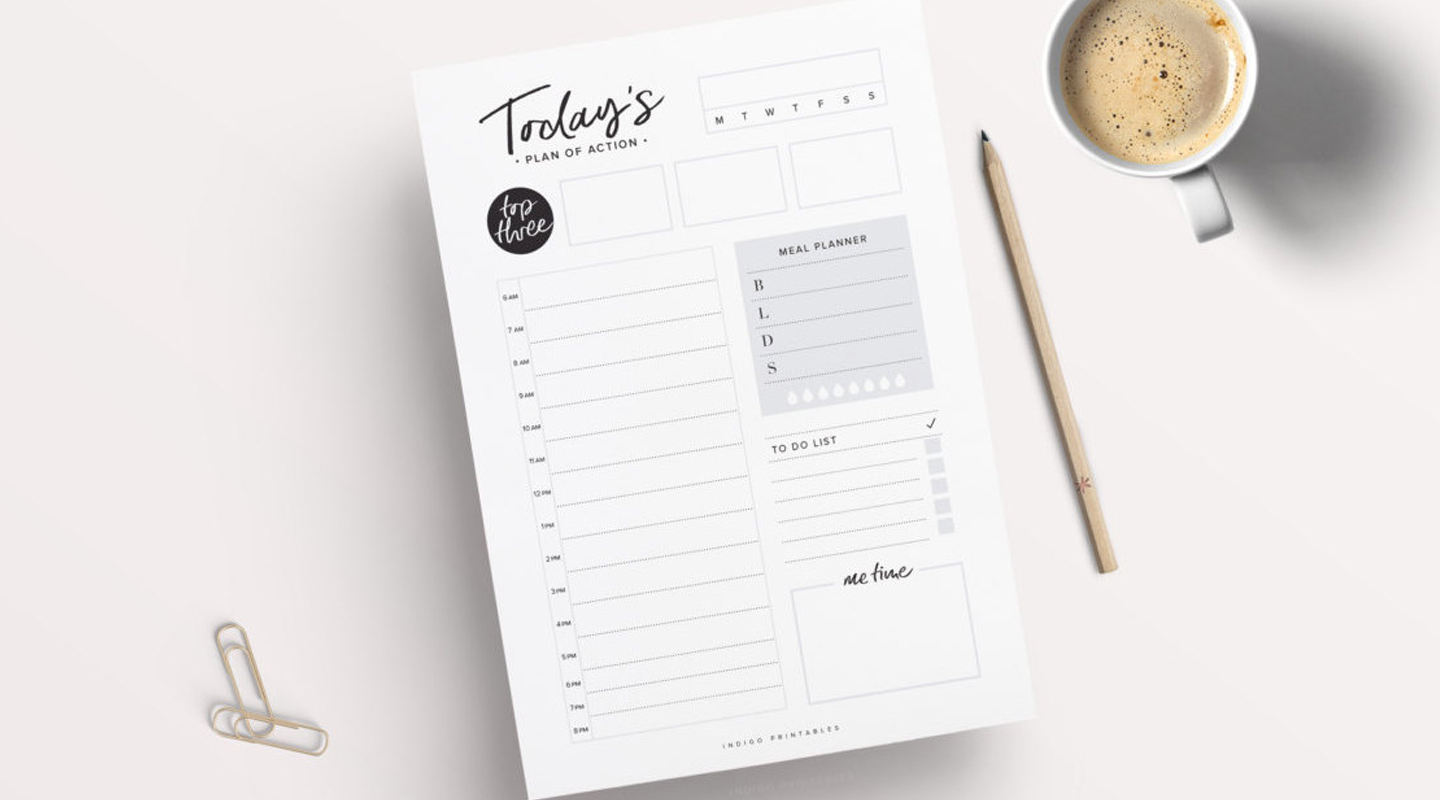 Today's
• PLAN OF ACTION •
M T W T F S S
top
three
6 AM
7 AM
8 AM
9 AM
10 AM
11 AM
12 PM
1 PM
2 PM
3 PM
4 PM
5 PM
6 PM
7 PM
8 PM
MEAL PLANNER
B
L
D
S
TO DO LIST ✓
me time
INDIGO PRINTABLES